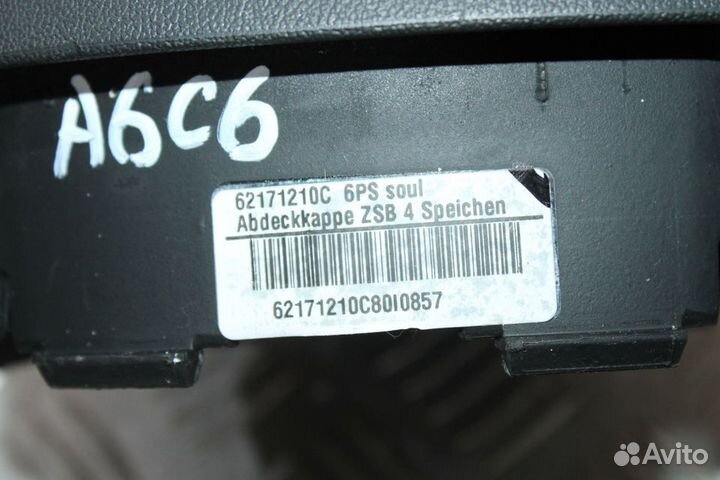 A6C6
62171210C 6PS soul
Abdeckkappe ZSB 4 Speichen
62171210C80I0857
Avito